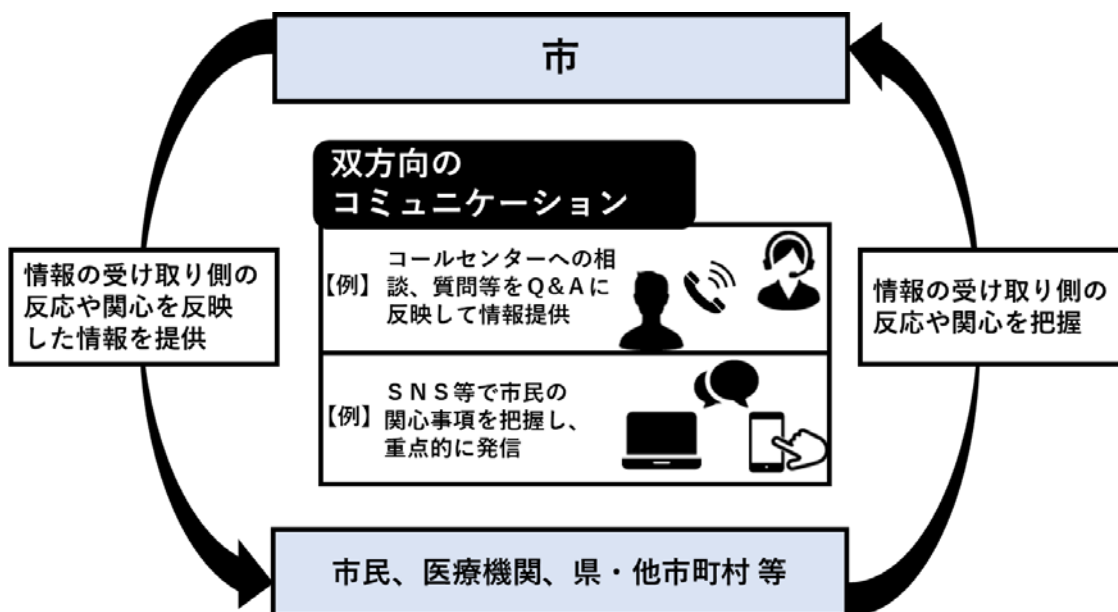 市
双方向の
コミュニケーション
【例】
コールセンターへの相
談、質問等をＱ&Ａに
反映して情報提供
【例】
ＳＮＳ等で市民の
関心事項を把握し、
重点的に発信
情報の受け取り側の
反応や関心を反映
した情報を提供
情報の受け取り側の
反応や関心を把握
市民、医療機関、県・他市町村 等